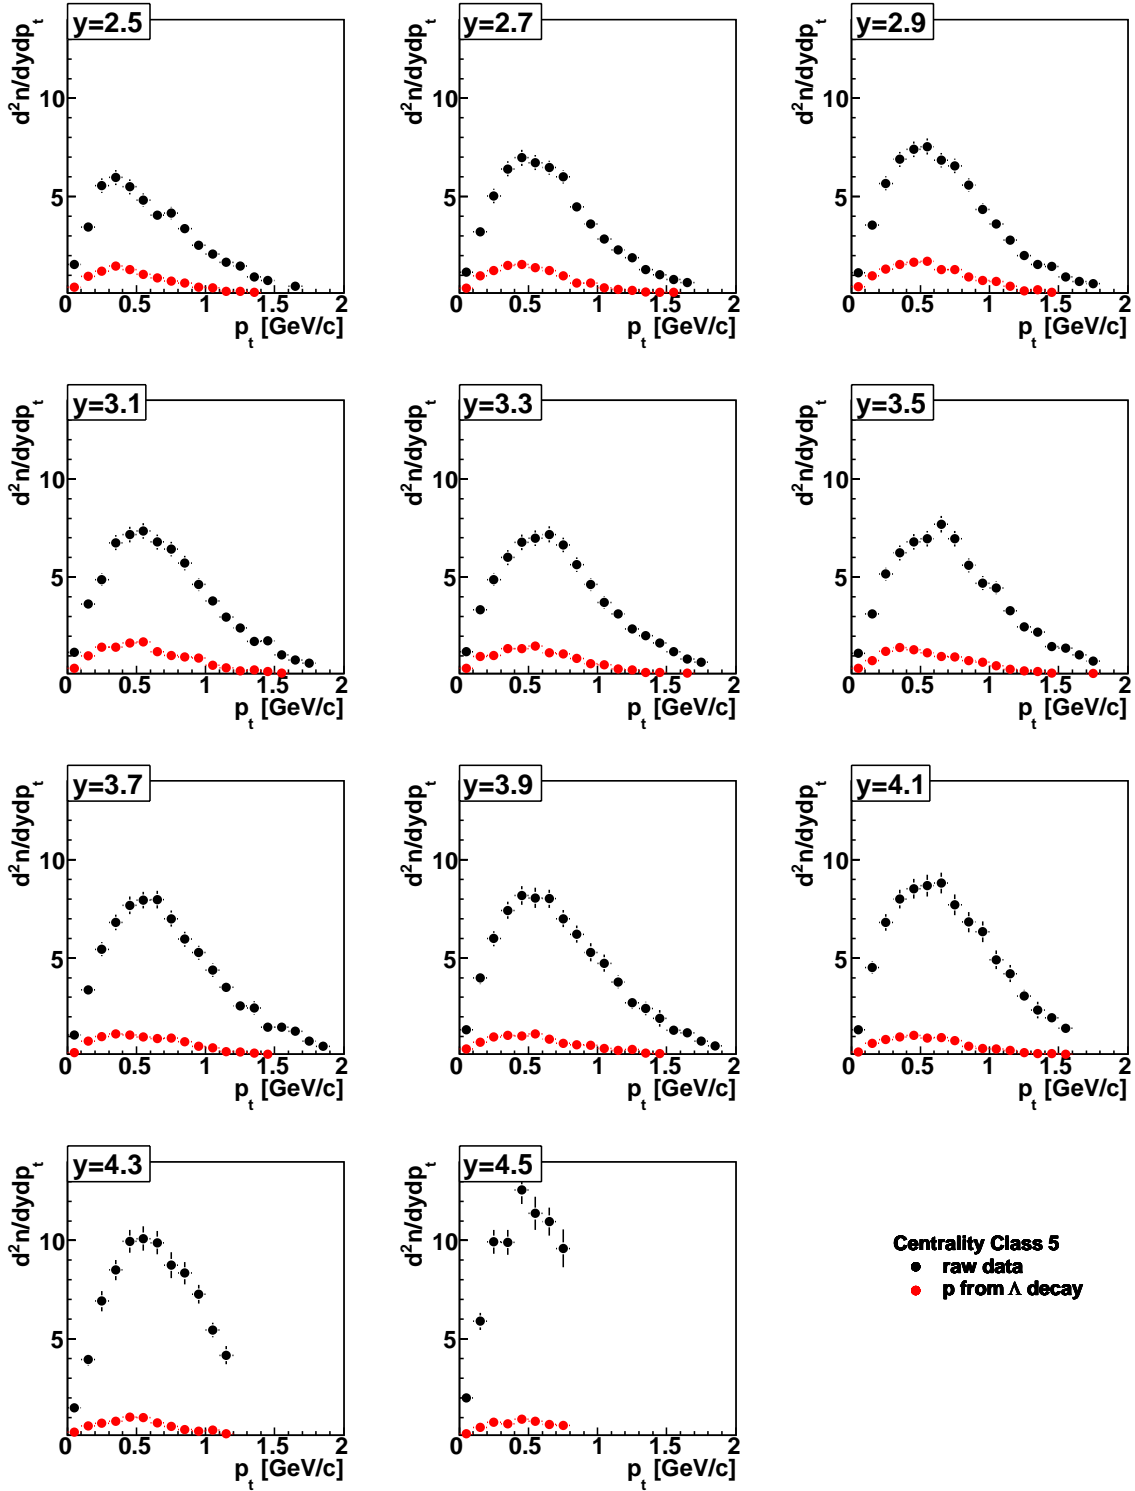 y=2.5
d²n/dydpₜ
10
5
0 0.5 1 1.5 2
pₜ [GeV/c]
y=2.7
d²n/dydpₜ
10
5
0 0.5 1 1.5 2
pₜ [GeV/c]
y=2.9
d²n/dydpₜ
10
5
0 0.5 1 1.5 2
pₜ [GeV/c]
y=3.1
d²n/dydpₜ
10
5
0 0.5 1 1.5 2
pₜ [GeV/c]
y=3.3
d²n/dydpₜ
10
5
0 0.5 1 1.5 2
pₜ [GeV/c]
y=3.5
d²n/dydpₜ
10
5
0 0.5 1 1.5 2
pₜ [GeV/c]
y=3.7
d²n/dydpₜ
10
5
0 0.5 1 1.5 2
pₜ [GeV/c]
y=3.9
d²n/dydpₜ
10
5
0 0.5 1 1.5 2
pₜ [GeV/c]
y=4.1
d²n/dydpₜ
10
5
0 0.5 1 1.5 2
pₜ [GeV/c]
y=4.3
d²n/dydpₜ
10
5
0 0.5 1 1.5 2
pₜ [GeV/c]
y=4.5
d²n/dydpₜ
10
5
0 0.5 1 1.5 2
pₜ [GeV/c]
Centrality Class 5
raw data
p from Λ decay